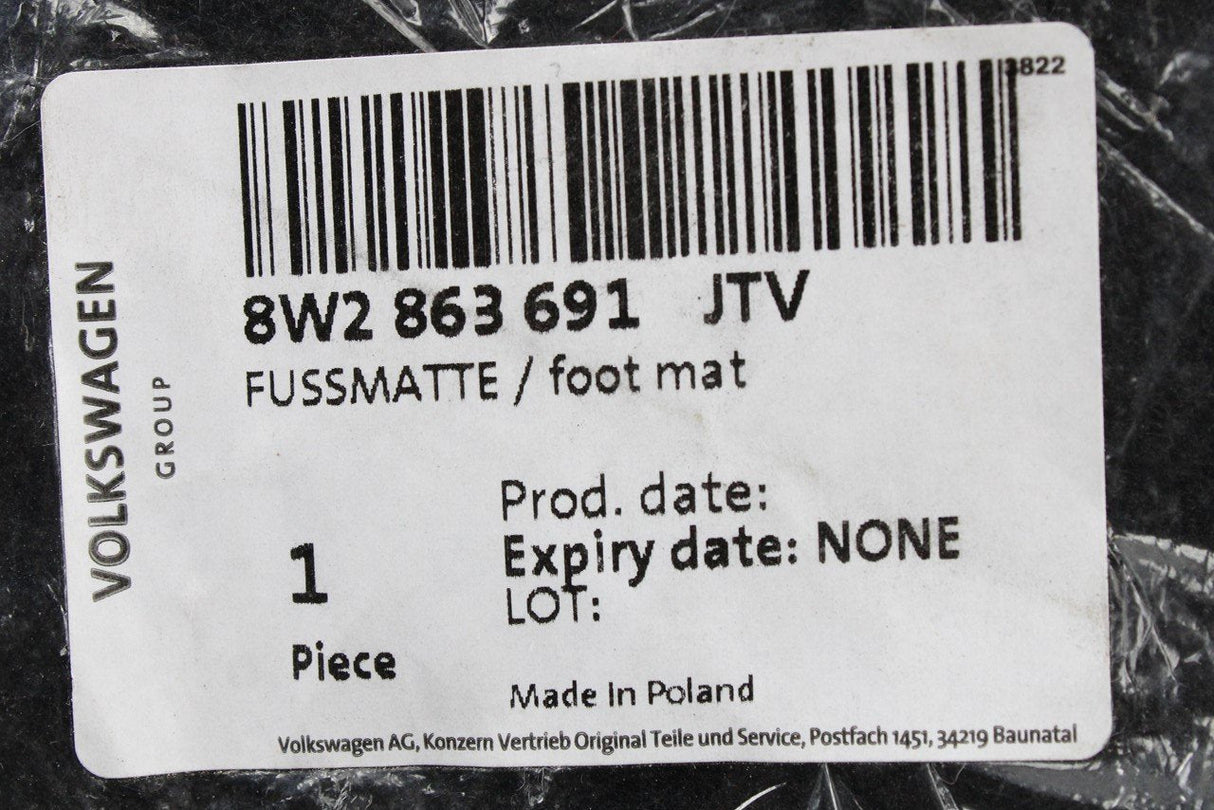 VOLKSWAGEN
GROUP
8W2 863 691 JTV
FUSSMATTE / foot mat
Prod. date:
Expiry date: NONE
LOT:
1
Piece
Made In Poland
Volkswagen AG, Konzern Vertrieb Original Teile und Service, Postfach 1451, 34219 Baunatal